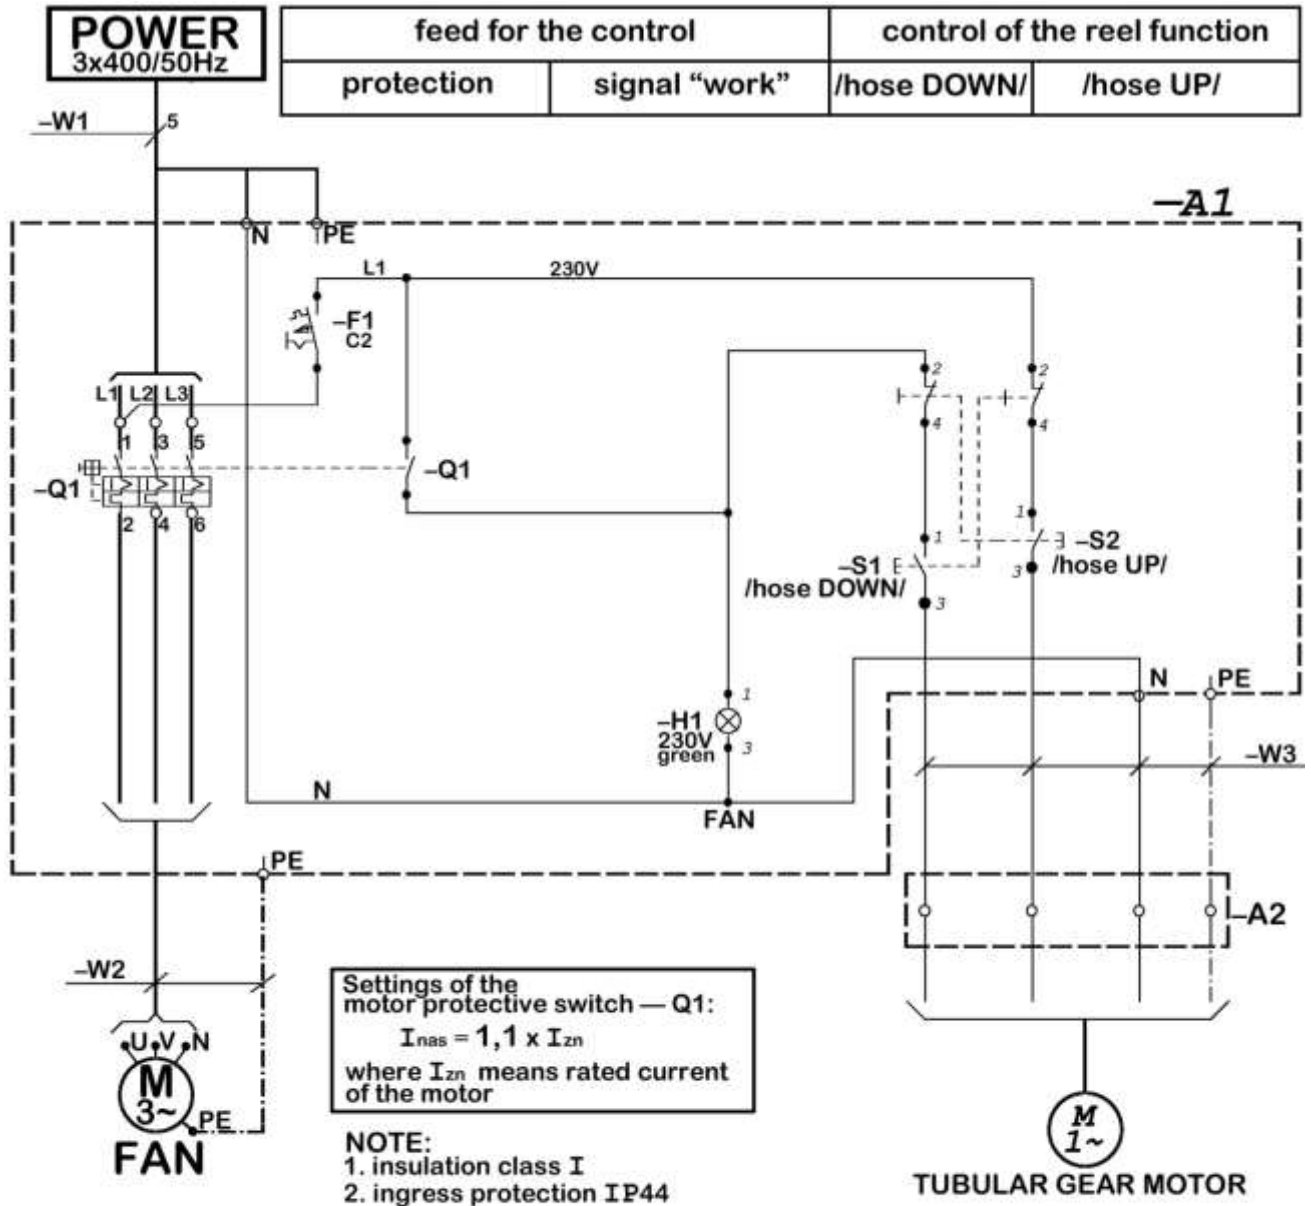 POWER
3x400/50Hz
feed for the control
control of the reel function
protection
signal “work”
/hose DOWN/
/hose UP/
–W1
5
–A1
N
PE
L1
230V
–F1
C2
L1
L2
L3
2
2
4
4
1
3
5
–Q1
–Q1
2
4
6
1
1
–S1
/hose DOWN/
–S2
/hose UP/
3
3
N
PE
1
–H1
230V
green
3
–W3
N
FAN
PE
–A2
–W2
Settings of the
motor protective switch — Q1:
Inas = 1,1 x Izn
where Izn means rated current
of the motor
U
V
N
M
3~
PE
FAN
M
1~
TUBULAR GEAR MOTOR
NOTE:
1. insulation class I
2. ingress protection IP44